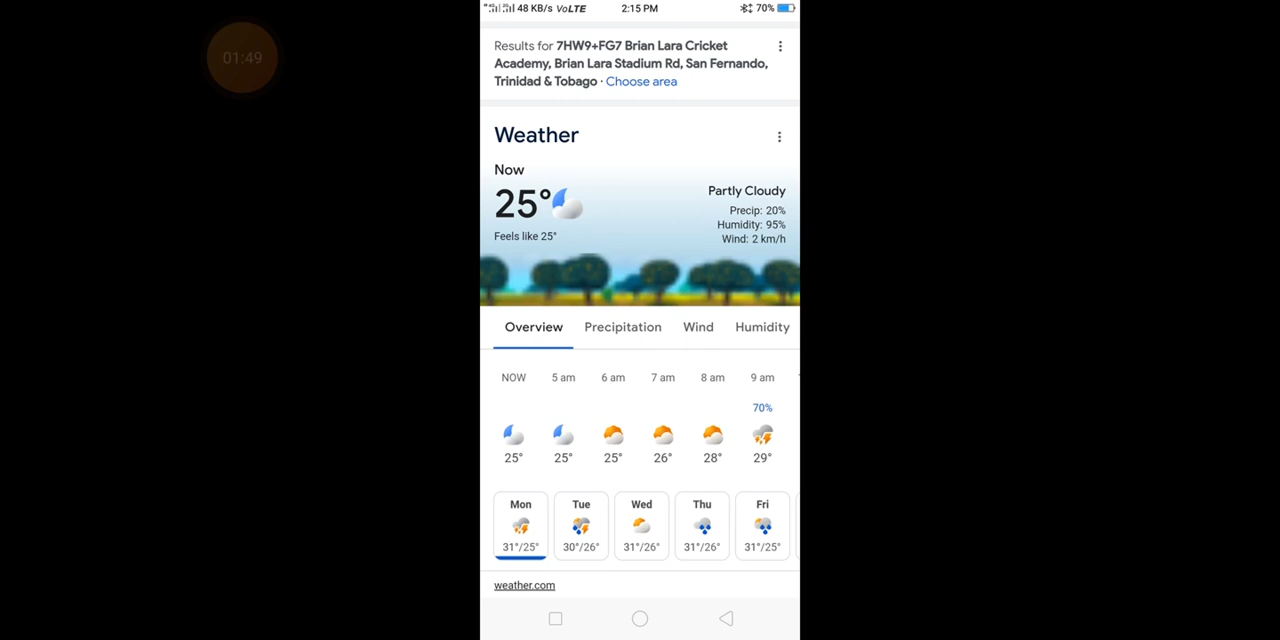 48 KB/s VoLTE 2:15 PM 70%
01:49
Results for 7HW9+FG7 Brian Lara Cricket
Academy, Brian Lara Stadium Rd, San Fernando,
Trinidad & Tobago · Choose area
Weather
Now
25°
Feels like 25°
Partly Cloudy
Precip: 20%
Humidity: 95%
Wind: 2 km/h
Overview Precipitation Wind Humidity
NOW 5 am 6 am 7 am 8 am 9 am
70%
25° 25° 25° 26° 28° 29°
Mon Tue Wed Thu Fri
31°/25° 30°/26° 31°/26° 31°/26° 31°/25°
weather.com